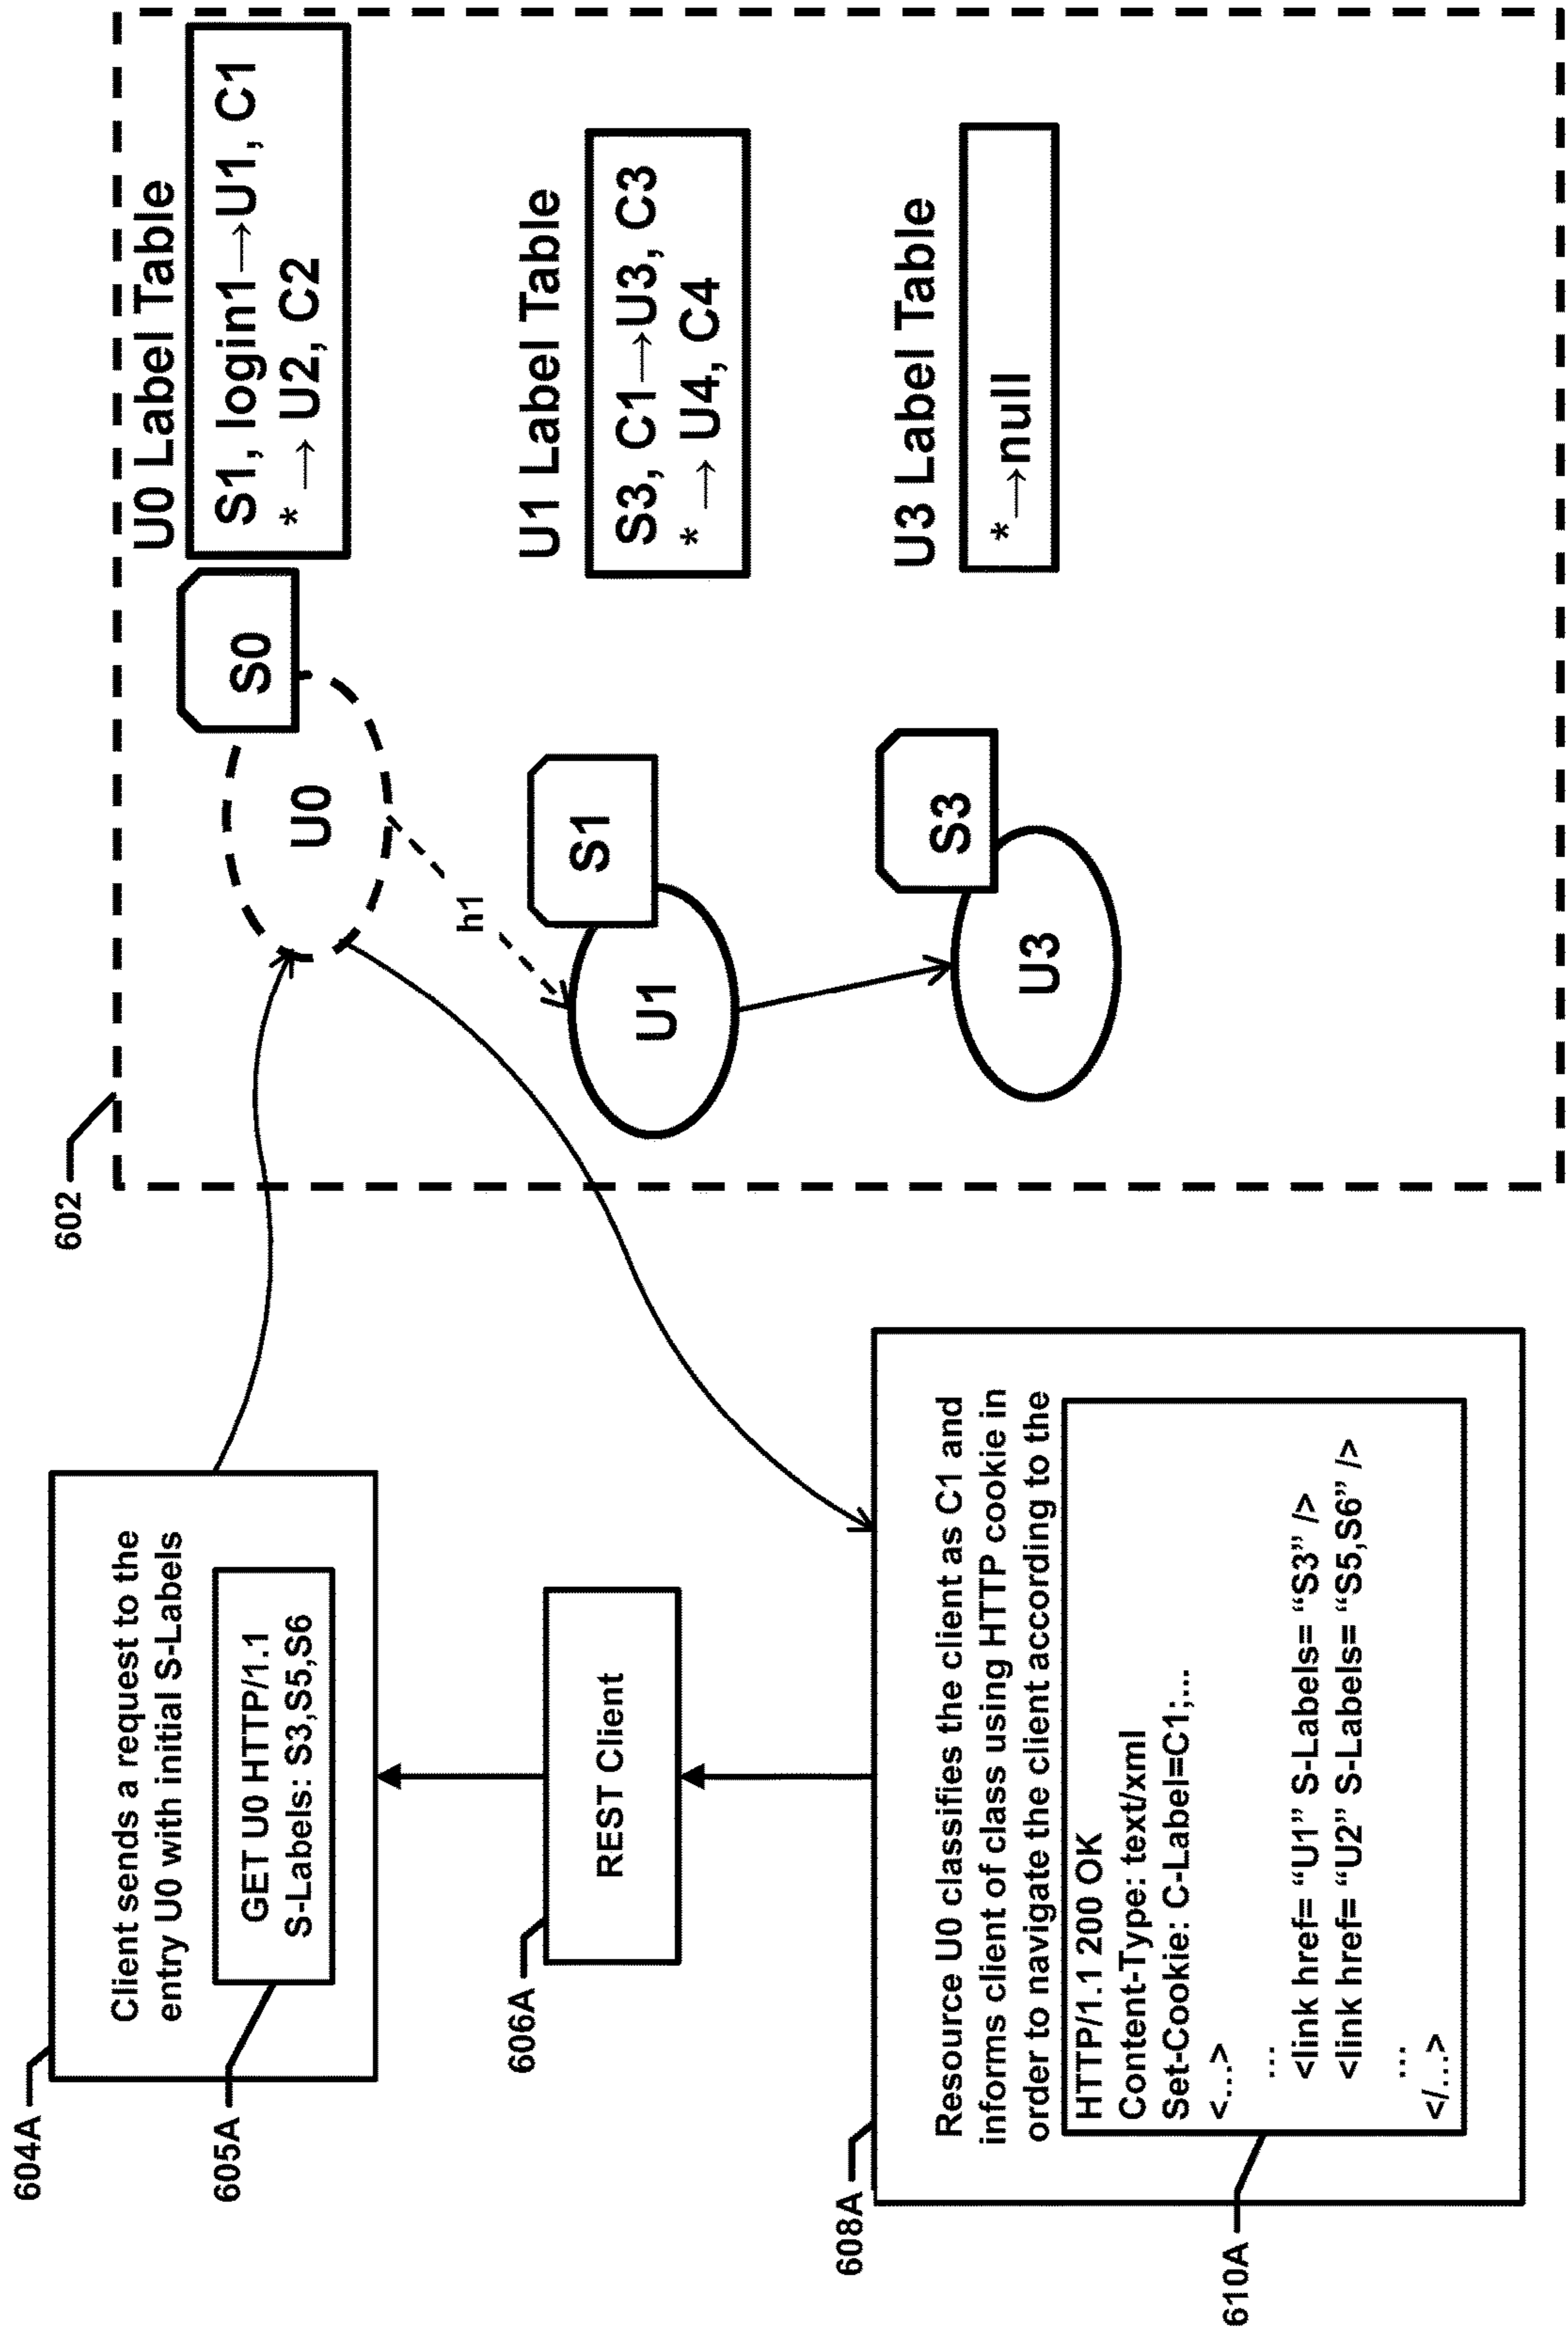 604A
Client sends a request to the
entry U0 with initial S-Labels
605A
GET U0 HTTP/1.1
S-Labels: S3,S5,S6
606A
REST Client
608A
Resource U0 classifies the client as C1 and
informs client of class using HTTP cookie in
order to navigate the client according to the
610A
HTTP/1.1 200 OK
Content-Type: text/xml
Set-Cookie: C-Label=C1;...
<...>
...
<link href= “U1” S-Labels= “S3” />
<link href= “U2” S-Labels= “S5,S6” />
...
</...>
602
U0
S0
U0 Label Table
S1, login1→U1, C1
* → U2, C2
h1
U1
S1
U1 Label Table
S3, C1→U3, C3
* → U4, C4
U3
S3
U3 Label Table
*→null